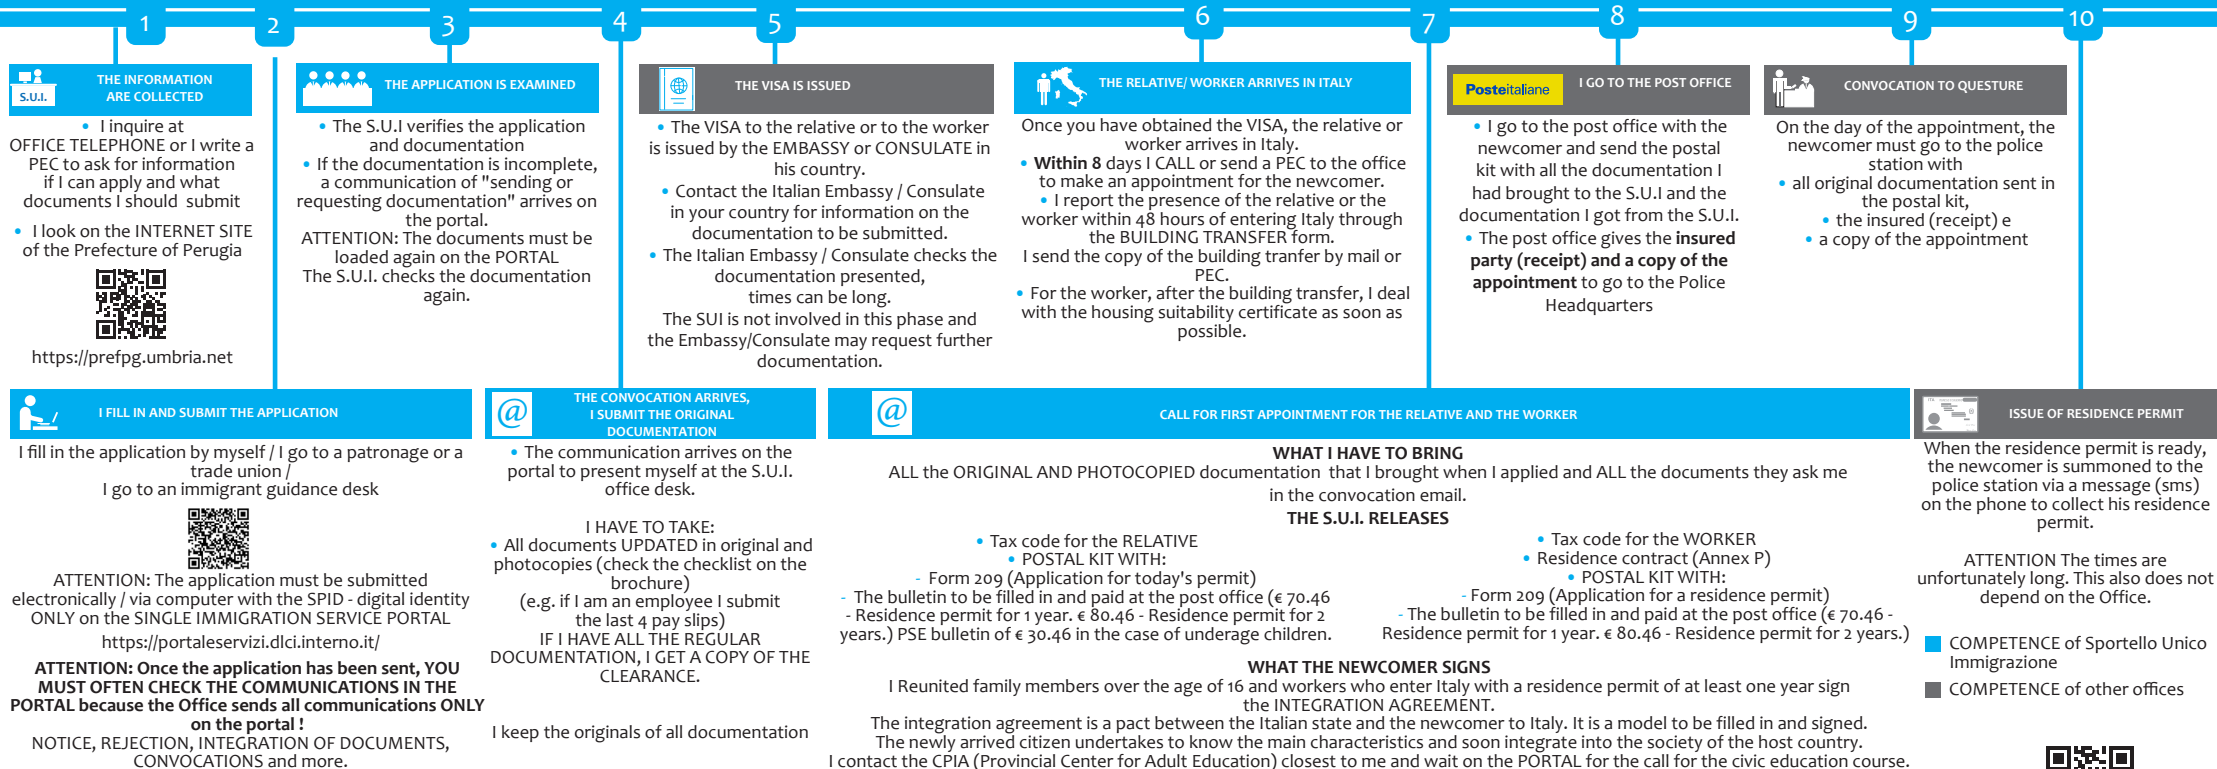 1
2
3
4
5
6
7
8
9
10
S.U.I.
THE INFORMATION
ARE COLLECTED
• I inquire at
OFFICE TELEPHONE or I write a
PEC to ask for information
if I can apply and what
documents I should submit
• I look on the INTERNET SITE
of the Prefecture of Perugia
https://prefpg.umbria.net
I FILL IN AND SUBMIT THE APPLICATION
I fill in the application by myself / I go to a patronage or a
trade union /
I go to an immigrant guidance desk
ATTENTION: The application must be submitted
electronically / via computer with the SPID - digital identity
ONLY on the SINGLE IMMIGRATION SERVICE PORTAL
https://portaleservizi.dlci.interno.it/
ATTENTION: Once the application has been sent, YOU
MUST OFTEN CHECK THE COMMUNICATIONS IN THE
PORTAL because the Office sends all communications ONLY
on the portal !
NOTICE, REJECTION, INTEGRATION OF DOCUMENTS,
CONVOCATIONS and more.
THE APPLICATION IS EXAMINED
• The S.U.I verifies the application
and documentation
• If the documentation is incomplete,
a communication of "sending or
requesting documentation" arrives on
the portal.
ATTENTION: The documents must be
loaded again on the PORTAL
The S.U.I. checks the documentation
again.
@
THE CONVOCATION ARRIVES,
I SUBMIT THE ORIGINAL
DOCUMENTATION
• The communication arrives on the
portal to present myself at the S.U.I.
office desk.
I HAVE TO TAKE:
• All documents UPDATED in original and
photocopies (check the checklist on the
brochure)
(e.g. if I am an employee I submit
the last 4 pay slips)
IF I HAVE ALL THE REGULAR
DOCUMENTATION, I GET A COPY OF THE
CLEARANCE.
I keep the originals of all documentation
THE VISA IS ISSUED
• The VISA to the relative or to the worker
is issued by the EMBASSY or CONSULATE in
his country.
• Contact the Italian Embassy / Consulate
in your country for information on the
documentation to be submitted.
• The Italian Embassy / Consulate checks the
documentation presented,
times can be long.
The SUI is not involved in this phase and
the Embassy/Consulate may request further
documentation.
THE RELATIVE/ WORKER ARRIVES IN ITALY
Once you have obtained the VISA, the relative or
worker arrives in Italy.
• Within 8 days I CALL or send a PEC to the office
to make an appointment for the newcomer.
• I report the presence of the relative or the
worker within 48 hours of entering Italy through
the BUILDING TRANSFER form.
I send the copy of the building tranfer by mail or
PEC.
• For the worker, after the building transfer, I deal
with the housing suitability certificate as soon as
possible.
@
CALL FOR FIRST APPOINTMENT FOR THE RELATIVE AND THE WORKER
WHAT I HAVE TO BRING
ALL the ORIGINAL AND PHOTOCOPIED documentation that I brought when I applied and ALL the documents they ask me
in the convocation email.
THE S.U.I. RELEASES
• Tax code for the RELATIVE
• POSTAL KIT WITH:
- Form 209 (Application for today's permit)
- The bulletin to be filled in and paid at the post office (€ 70.46
- Residence permit for 1 year. € 80.46 - Residence permit for 2
years.) PSE bulletin of € 30.46 in the case of underage children.
• Tax code for the WORKER
• Residence contract (Annex P)
• POSTAL KIT WITH:
- Form 209 (Application for a residence permit)
- The bulletin to be filled in and paid at the post office (€ 70.46 -
Residence permit for 1 year. € 80.46 - Residence permit for 2 years.)
WHAT THE NEWCOMER SIGNS
I Reunited family members over the age of 16 and workers who enter Italy with a residence permit of at least one year sign
the INTEGRATION AGREEMENT.
The integration agreement is a pact between the Italian state and the newcomer to Italy. It is a model to be filled in and signed.
The newly arrived citizen undertakes to know the main characteristics and soon integrate into the society of the host country.
I contact the CPIA (Provincial Center for Adult Education) closest to me and wait on the PORTAL for the call for the civic education course.
Posteitaliane
I GO TO THE POST OFFICE
• I go to the post office with the
newcomer and send the postal
kit with all the documentation I
had brought to the S.U.I and the
documentation I got from the S.U.I.
• The post office gives the insured
party (receipt) and a copy of the
appointment to go to the Police
Headquarters
CONVOCATION TO QUESTURE
On the day of the appointment, the
newcomer must go to the police
station with
• all original documentation sent in
the postal kit,
• the insured (receipt) e
• a copy of the appointment
ISSUE OF RESIDENCE PERMIT
When the residence permit is ready,
the newcomer is summoned to the
police station via a message (sms)
on the phone to collect his residence
permit.
ATTENTION The times are
unfortunately long. This also does not
depend on the Office.
COMPETENCE of Sportello Unico
Immigrazione
COMPETENCE of other offices